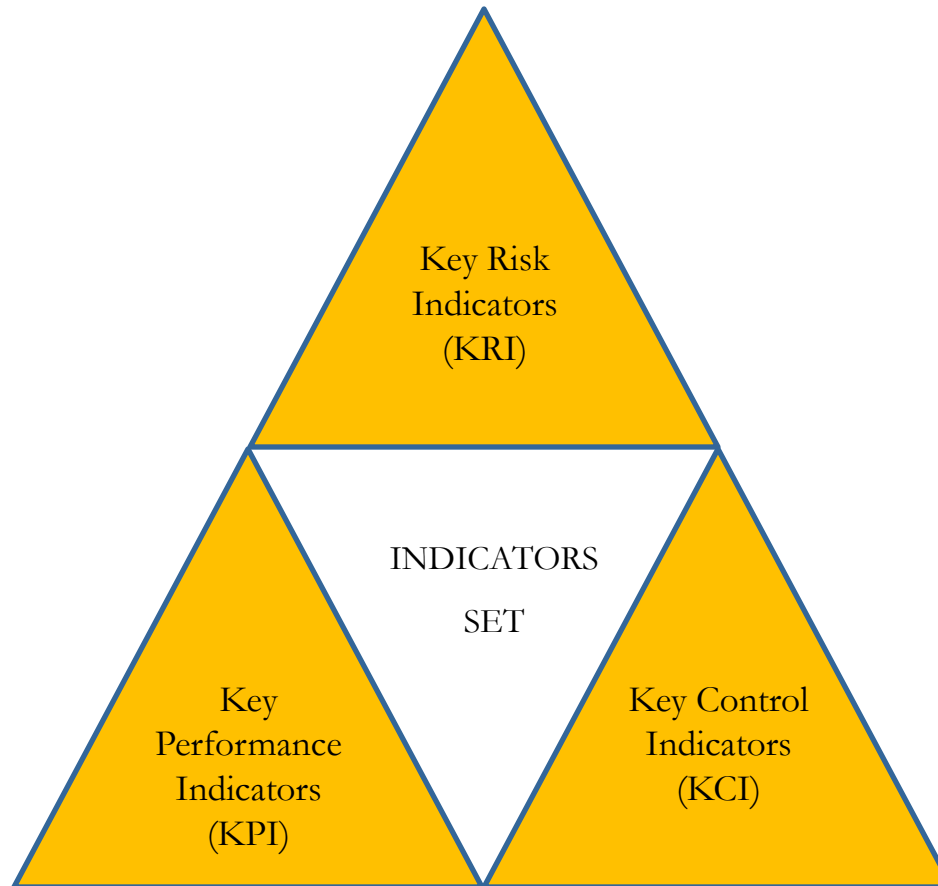 Key Risk
Indicators
(KRI)
INDICATORS
SET
Key
Performance
Indicators
(KPI)
Key Control
Indicators
(KCI)